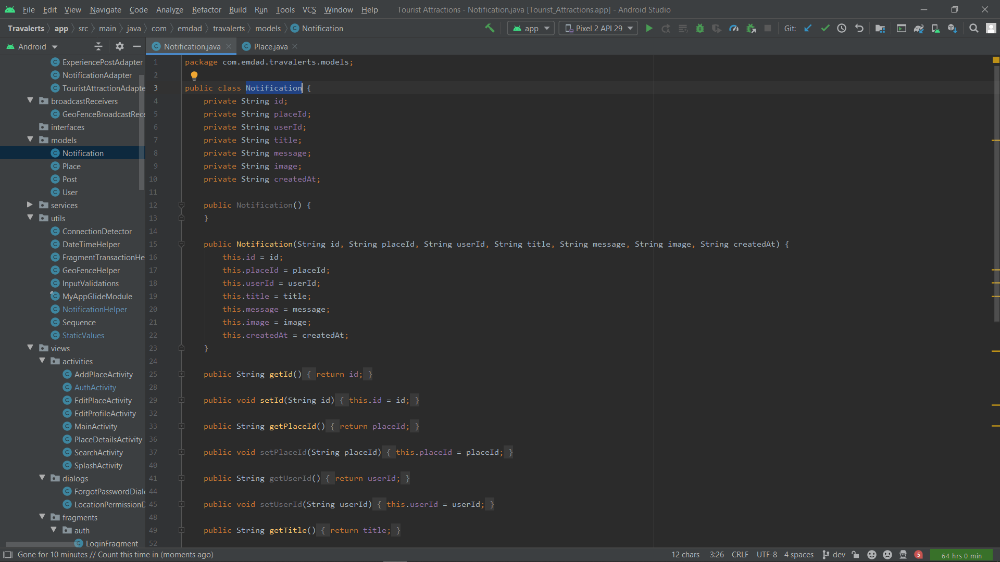 File Edit View Navigate Code Analyze Refactor Build Run Tools VCS Window Help Tourist Attractions - Notification.java [Tourist_Attractions.app] - Android Studio
Travalerts app src main java com emdad travalerts models Notification app Pixel 2 API 29 Git:
Android Notification.java Place.java
ExperiencePostAdapter
NotificationAdapter
TouristAttractionAdapte
broadcastReceivers
GeoFenceBroadcastRece
interfaces
models
Notification
Place
Post
User
services
utils
ConnectionDetector
DateTimeHelper
FragmentTransactionHe
GeoFenceHelper
InputValidations
MyAppGlideModule
NotificationHelper
Sequence
StaticValues
views
activities
AddPlaceActivity
AuthActivity
EditPlaceActivity
EditProfileActivity
MainActivity
PlaceDetailsActivity
SearchActivity
SplashActivity
dialogs
ForgotPasswordDial
LocationPermissionD
fragments
auth
LoginFragment
1 package com.emdad.travalerts.models;
2
3 public class Notification {
4 private String id;
5 private String placeId;
6 private String userId;
7 private String title;
8 private String message;
9 private String image;
10 private String createdAt;
11
12 public Notification() {
13 }
14
15 public Notification(String id, String placeId, String userId, String title, String message, String image, String createdAt) {
16 this.id = id;
17 this.placeId = placeId;
18 this.userId = userId;
19 this.title = title;
20 this.message = message;
21 this.image = image;
22 this.createdAt = createdAt;
23 }
24
25 public String getId() { return id; }
28
29 public void setId(String id) { this.id = id; }
32
33 public String getPlaceId() { return placeId; }
36
37 public void setPlaceId(String placeId) { this.placeId = placeId; }
40
41 public String getUserId() { return userId; }
44
45 public void setUserId(String userId) { this.userId = userId; }
48
49 public String getTitle() { return title; }
52
Gone for 10 minutes // Count this time in (moments ago) 12 chars 3:26 CRLF UTF-8 4 spaces dev 5 64 hrs 0 min